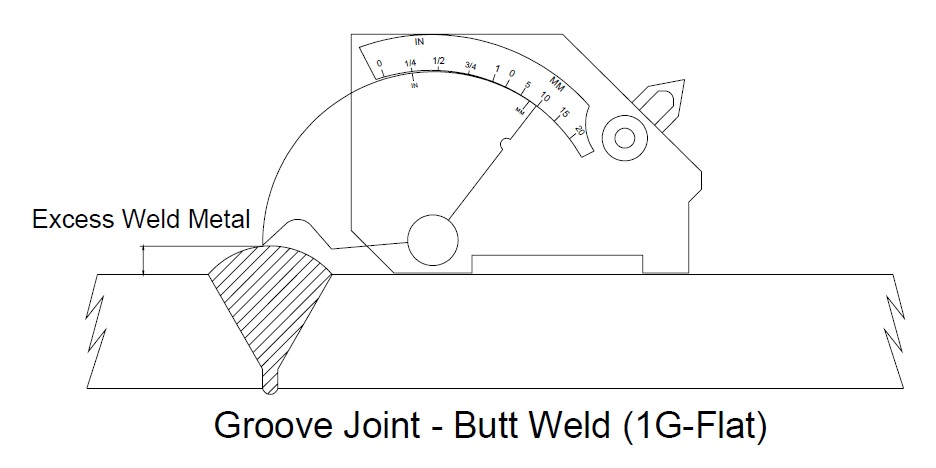 IN
0 1/4 1/2 3/4 1 0 5 10 15 20
MM
IN
MM
Excess Weld Metal
Groove Joint - Butt Weld (1G-Flat)